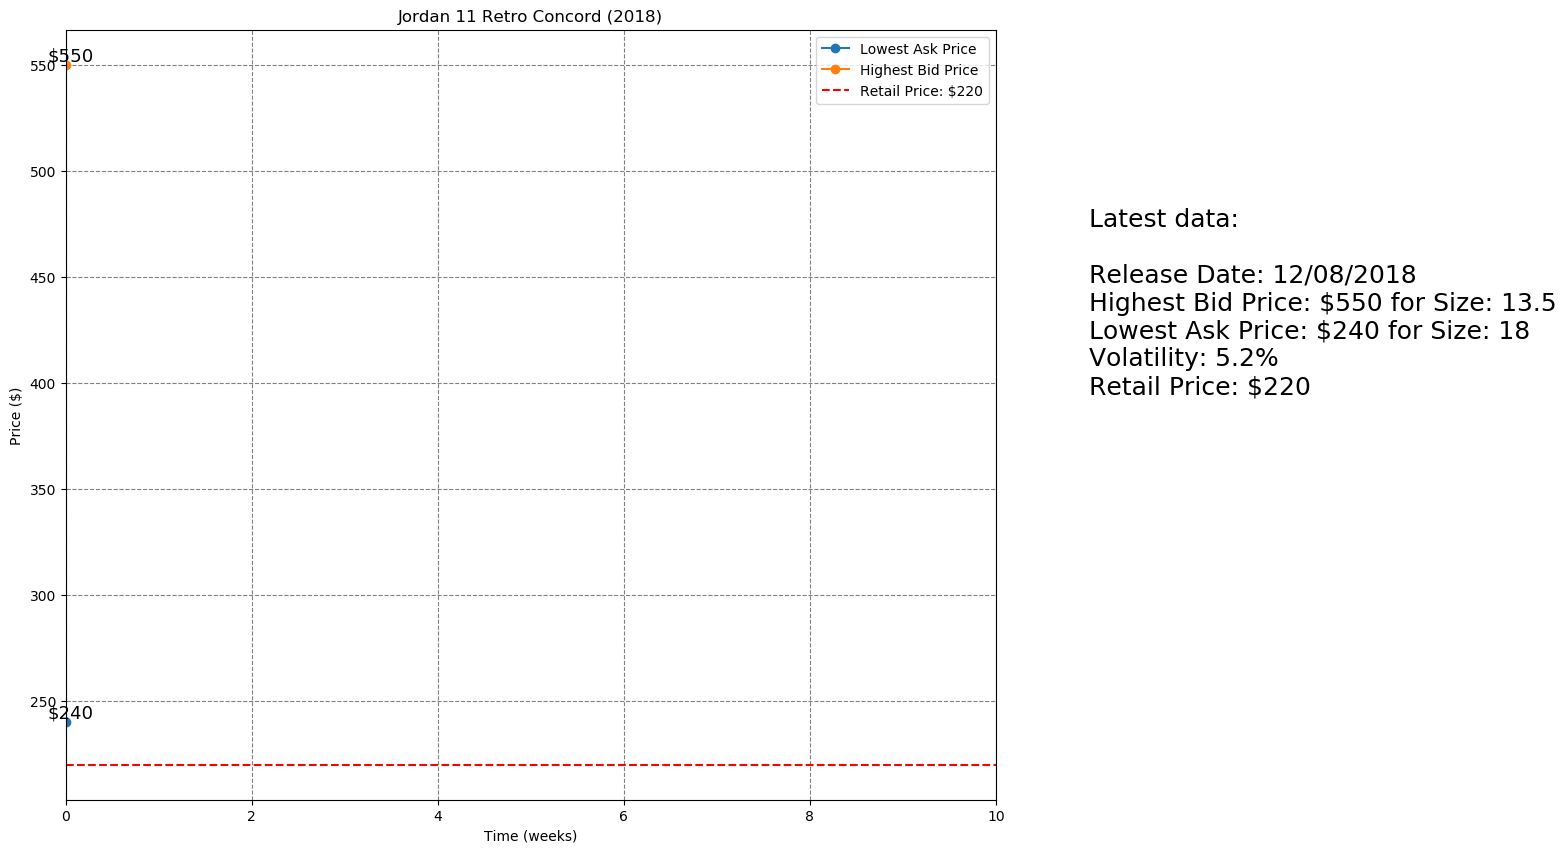 Jordan 11 Retro Concord (2018)
$550
Lowest Ask Price
Highest Bid Price
Retail Price: $220
550
500
450
400
350
300
250
$240
Price ($)
0 2 4 6 8 10
Time (weeks)
Latest data:
Release Date: 12/08/2018
Highest Bid Price: $550 for Size: 13.5
Lowest Ask Price: $240 for Size: 18
Volatility: 5.2%
Retail Price: $220